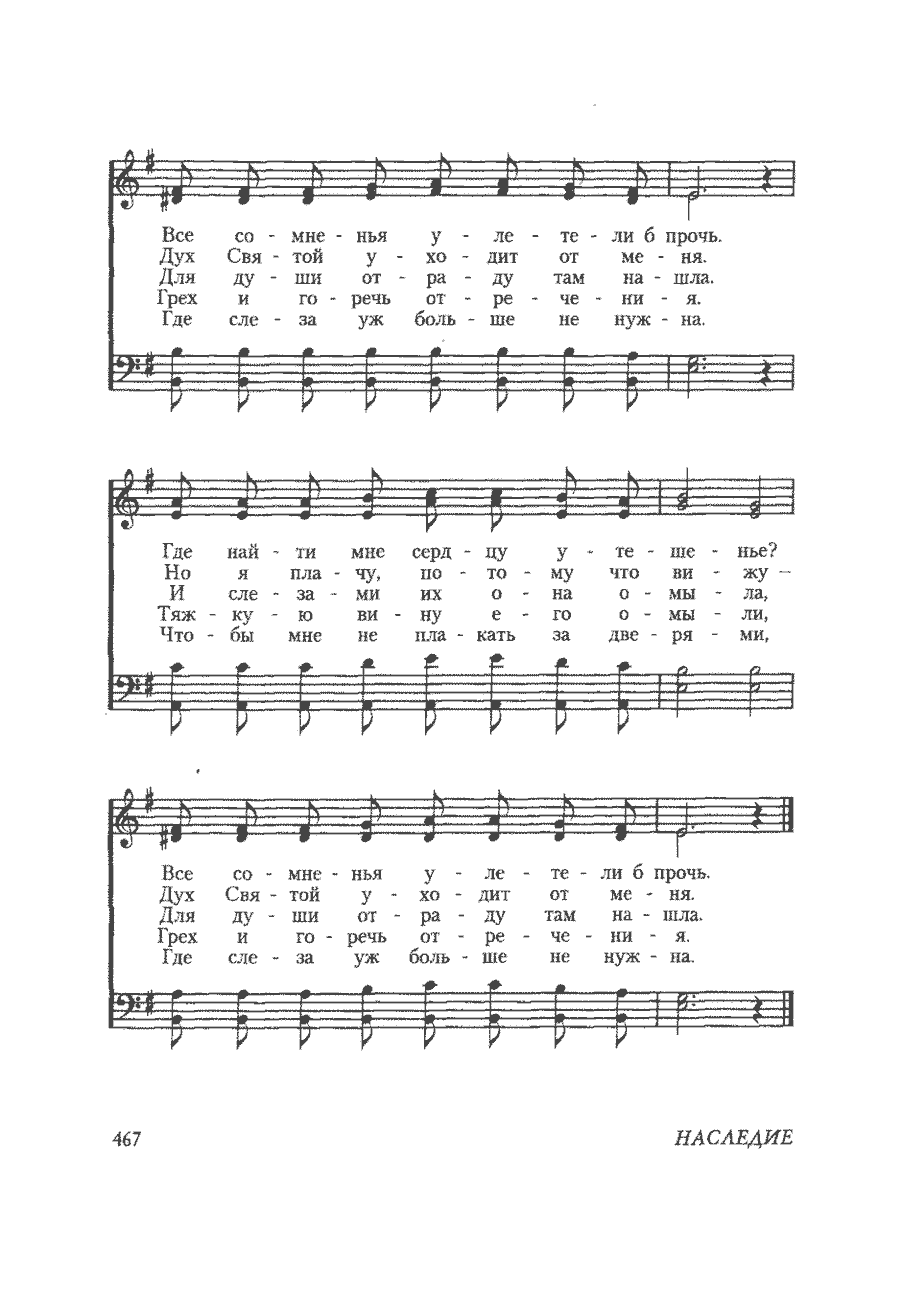 Все со - мне - нья у - ле - те - ли б прочь.
Дух Свя - той у - хо - дит от ме - ня.
Для ду - ши от - ра - ду там на - шла.
Грех и го - речь от - ре - че - ни - я.
Где сле - за уж боль - ше не нуж - на.
Где най - ти мне серд - цу у - те - ше - нье?
Но я пла - чу, по - то - му что ви - жу –
И сле - за - ми их о - на о - мы - ла,
Тяж - ку - ю ви - ну е - го о - мы - ли,
Что - бы мне не пла - кать за две - ря - ми,
Все со - мне - нья у - ле - те - ли б прочь.
Дух Свя - той у - хо - дит от ме - ня.
Для ду - ши от - ра - ду там на - шла.
Грех и го - речь от - ре - че - ни - я.
Где сле - за уж боль - ше не нуж - на.
467 НАСЛЕДИЕ